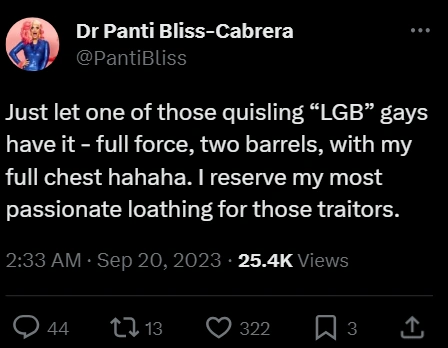 Dr Panti Bliss-Cabrera
@PantiBliss
Just let one of those quisling “LGB” gays
have it - full force, two barrels, with my
full chest hahaha. I reserve my most
passionate loathing for those traitors.
2:33 AM · Sep 20, 2023 · 25.4K Views
44 13 322 3